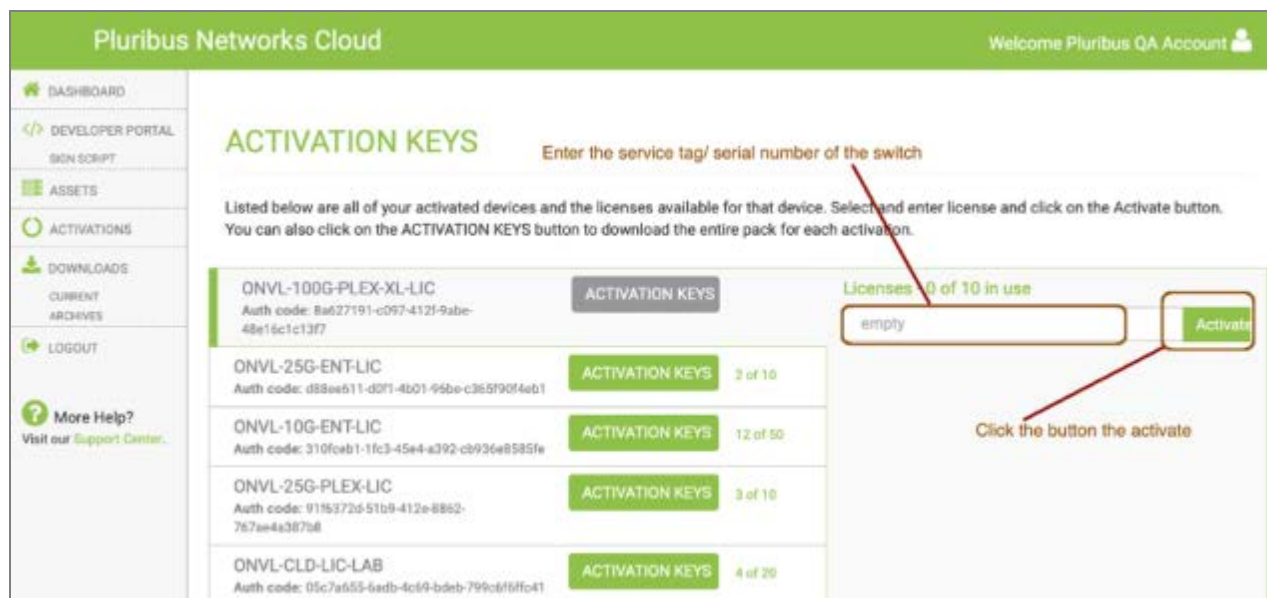 Pluribus Networks Cloud
Welcome Pluribus QA Account
DASHBOARD
DEVELOPER PORTAL
SIGN SCRIPT
ASSETS
ACTIVATIONS
DOWNLOADS
CURRENT
ARCHIVES
LOGOUT
More Help?
Visit our Support Center.
ACTIVATION KEYS
Enter the service tag/ serial number of the switch
Listed below are all of your activated devices and the licenses available for that device. Select and enter license and click on the Activate button.
You can also click on the ACTIVATION KEYS button to download the entire pack for each activation.
ONVL-100G-PLEX-XL-LIC
Auth code: 8a627191-c097-412f-9abe-
48e16c1c13f7
ACTIVATION KEYS
Licenses 0 of 10 in use
empty
Activate
Click the button the activate
ONVL-25G-ENT-LIC
Auth code: d88ee611-d0f1-4b01-96be-c365f90f4eb1
ACTIVATION KEYS
2 of 10
ONVL-10G-ENT-LIC
Auth code: 310fceb1-1fc3-45e4-a392-cb936e8585fe
ACTIVATION KEYS
12 of 50
ONVL-25G-PLEX-LIC
Auth code: 91f6372d-51b9-412e-8862-
767ae4a387b8
ACTIVATION KEYS
3 of 10
ONVL-CLD-LIC-LAB
Auth code: 05c7a655-6adb-4c69-bdeb-799c6f6ffc41
ACTIVATION KEYS
4 of 20